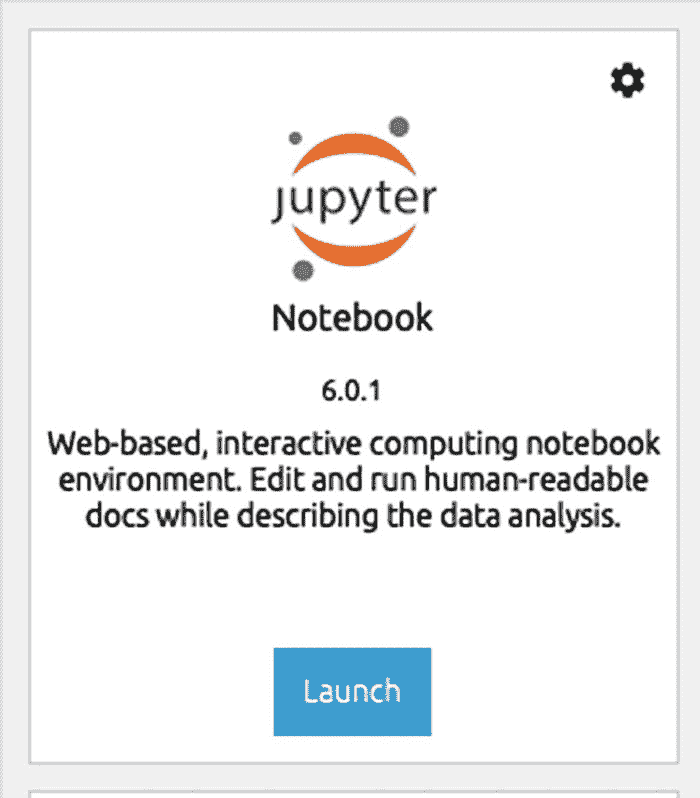 jupyter
Notebook
6.0.1
Web-based, interactive computing notebook
environment. Edit and run human-readable
docs while describing the data analysis.
Launch